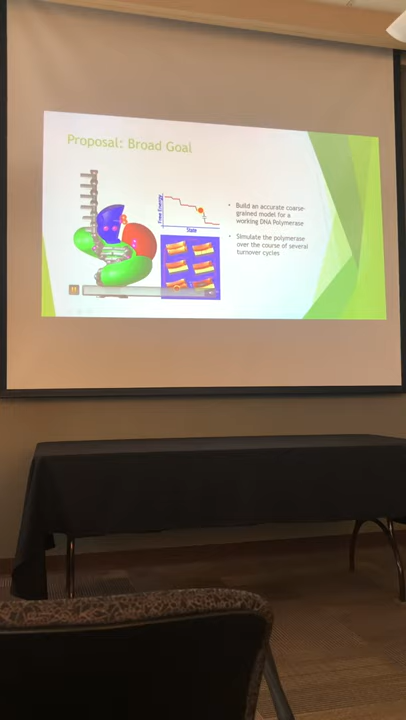 Proposal: Broad Goal
Free Energy
State
• Build an accurate coarse-
grained model for a
working DNA Polymerase
• Simulate the polymerase
over the course of several
turnover cycles